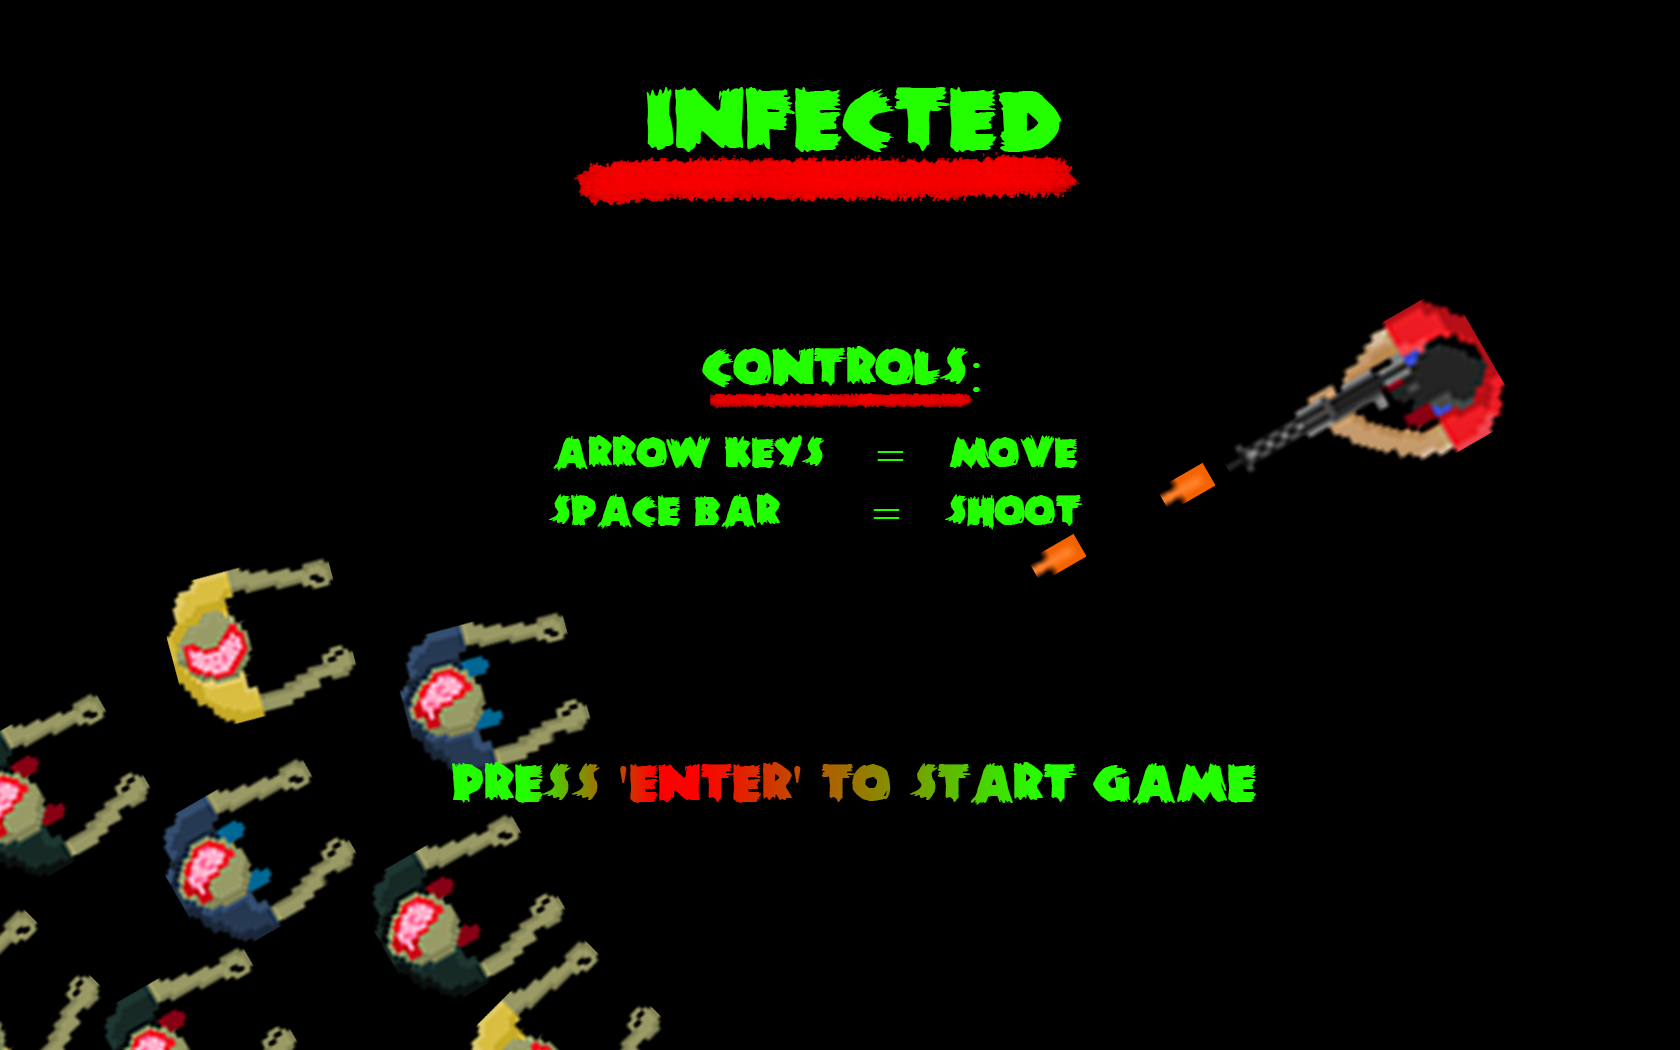 INFECTED
CONTROLS:
ARROW KEYS = MOVE
SPACE BAR = SHOOT
PRESS 'ENTER' TO START GAME